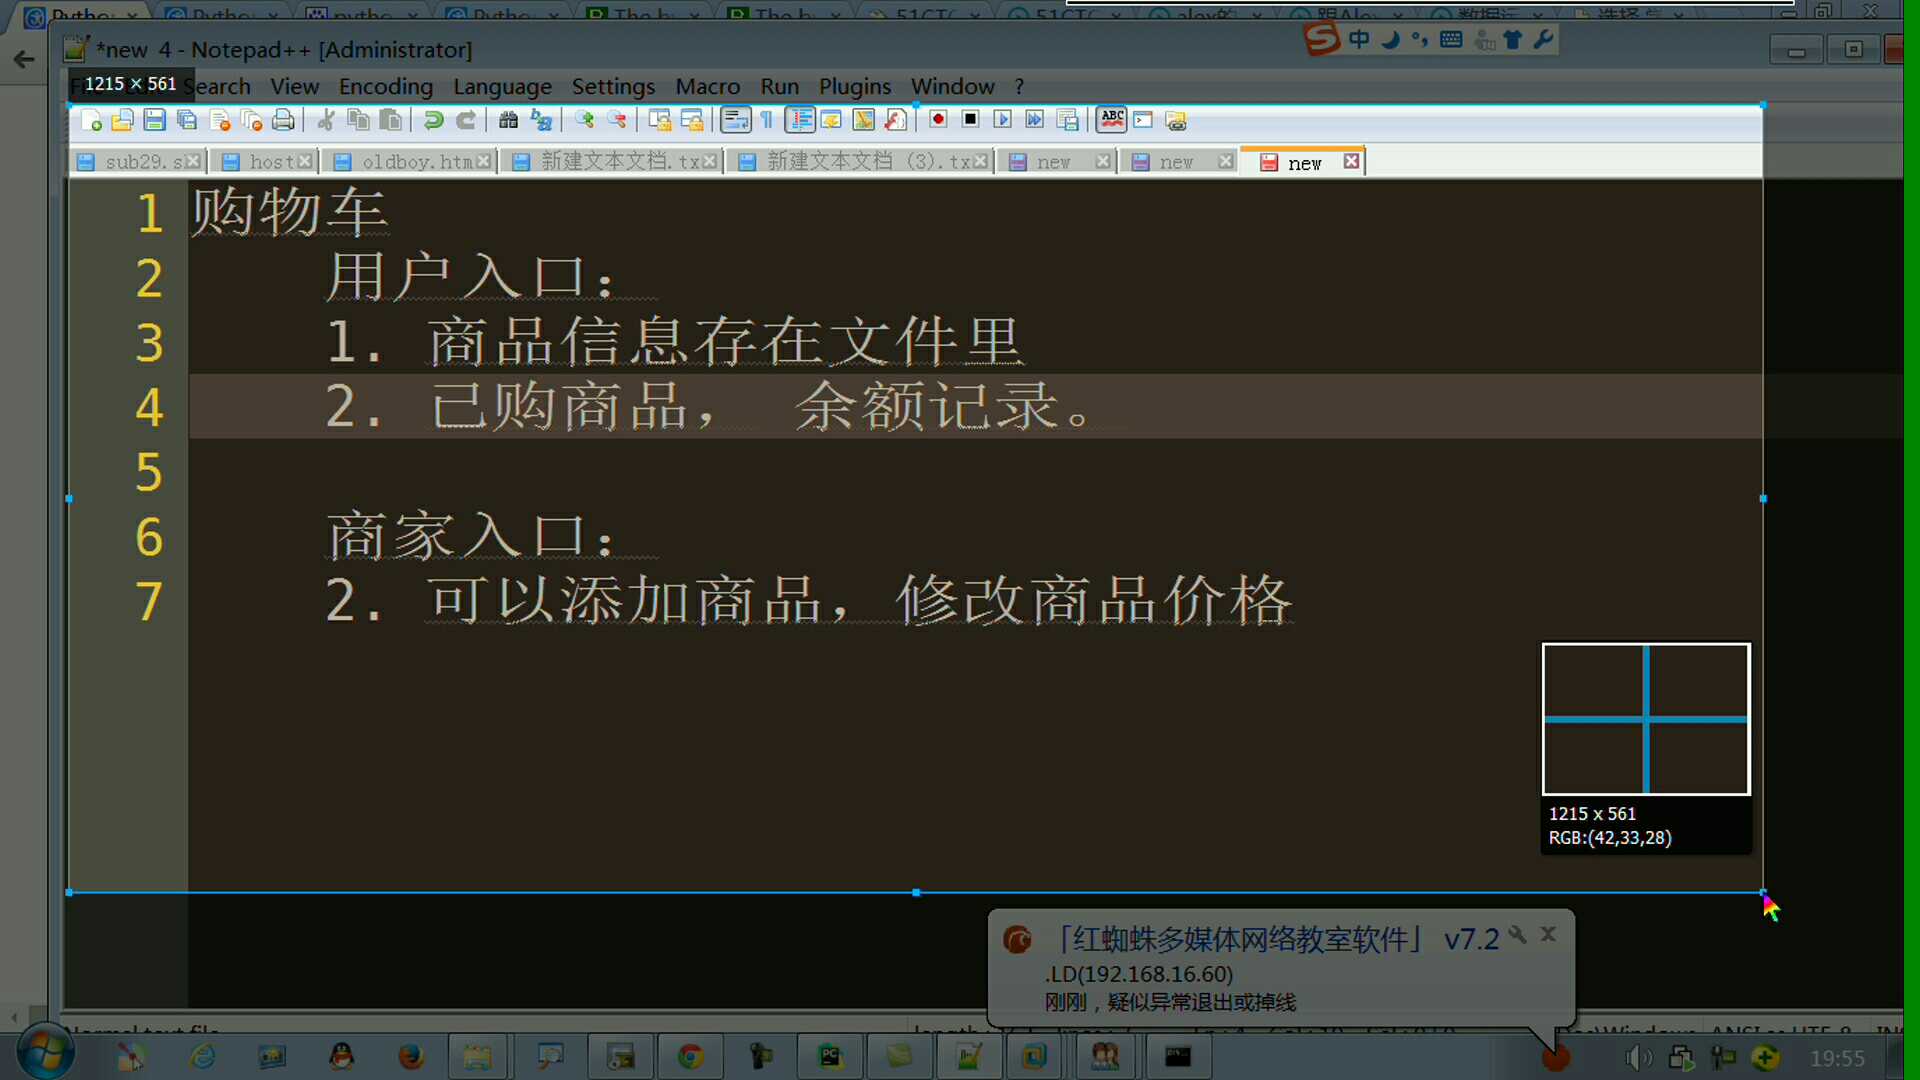 *new 4 - Notepad++ [Administrator]
1215 × 561
Search View Encoding Language Settings Macro Run Plugins Window ?
sub29.s host oldboy.htm 新建文本文档.tx 新建文本文档 (3).tx new new new
1 购物车
2 用户入口：
3 1. 商品信息存在文件里
4 2. 已购商品， 余额记录。
5
6 商家入口：
7 2. 可以添加商品，修改商品价格
1215 x 561
RGB:(42,33,28)
「红蜘蛛多媒体网络教室软件」 v7.2
.LD(192.168.16.60)
刚刚，疑似异常退出或掉线
19:55